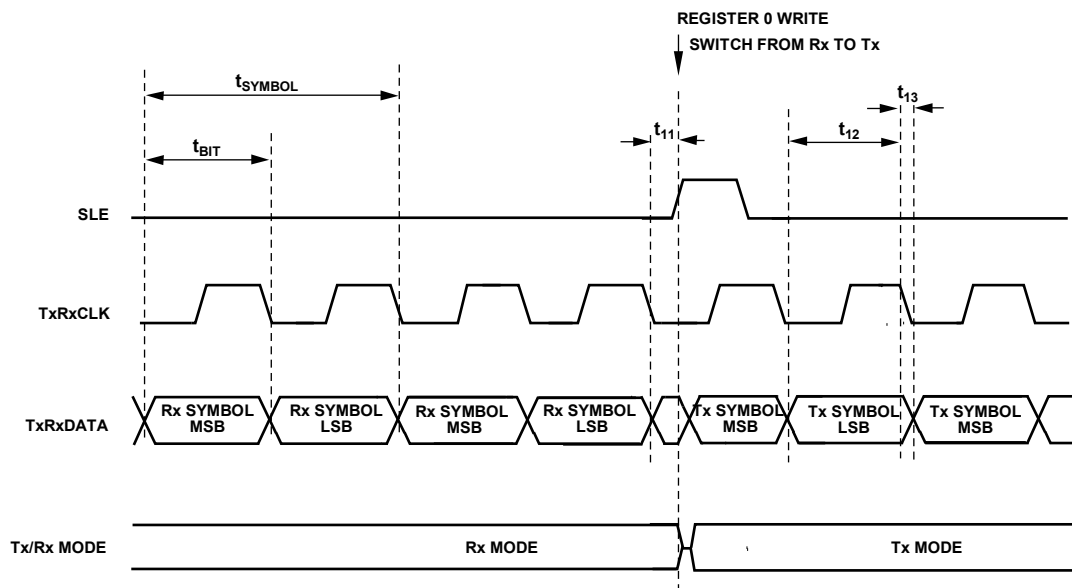 REGISTER 0 WRITE
SWITCH FROM Rx TO Tx
tSYMBOL
t13
t11
t12
tBIT
SLE
TxRxCLK
TxRxDATA
Rx SYMBOL
MSB
Rx SYMBOL
LSB
Rx SYMBOL
MSB
Rx SYMBOL
LSB
Tx SYMBOL
MSB
Tx SYMBOL
LSB
Tx SYMBOL
MSB
Tx/Rx MODE
Rx MODE
Tx MODE